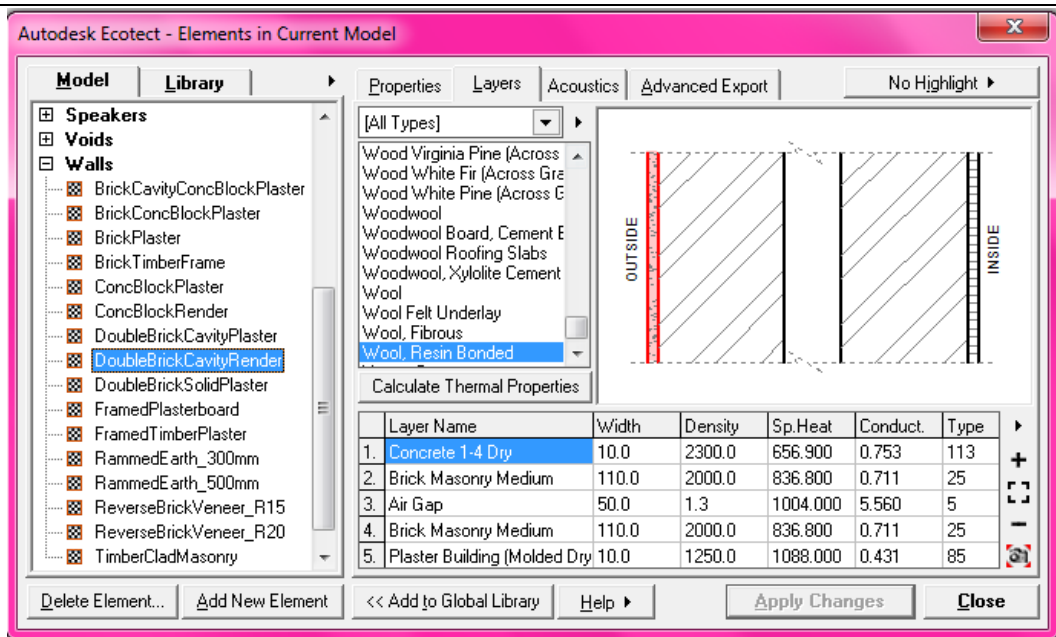 Autodesk Ecotect - Elements in Current Model
Model Library
Speakers
Voids
Walls
BrickCavityConcBlockPlaster
BrickConcBlockPlaster
BrickPlaster
BrickTimberFrame
ConcBlockPlaster
ConcBlockRender
DoubleBrickCavityPlaster
DoubleBrickCavityRender
DoubleBrickSolidPlaster
FramedPlasterboard
FramedTimberPlaster
RammedEarth_300mm
RammedEarth_500mm
ReverseBrickVeneer_R15
ReverseBrickVeneer_R20
TimberCladMasonry
Delete Element... Add New Element
Properties Layers Acoustics Advanced Export No Highlight
[All Types]
Wood Virginia Pine (Across
Wood White Fir (Across Gra
Wood White Pine (Across G
Woodwool
Woodwool Board, Cement B
Woodwool Roofing Slabs
Woodwool, Xylolite Cement
Wool
Wool Felt Underlay
Wool, Fibrous
Wool, Resin Bonded
Calculate Thermal Properties
OUTSIDE
INSIDE
Layer Name Width Density Sp.Heat Conduct. Type
1. Concrete 1-4 Dry 10.0 2300.0 656.900 0.753 113
2. Brick Masonry Medium 110.0 2000.0 836.800 0.711 25
3. Air Gap 50.0 1.3 1004.000 5.560 5
4. Brick Masonry Medium 110.0 2000.0 836.800 0.711 25
5. Plaster Building (Molded Dry 10.0 1250.0 1088.000 0.431 85
<< Add to Global Library Help Apply Changes Close